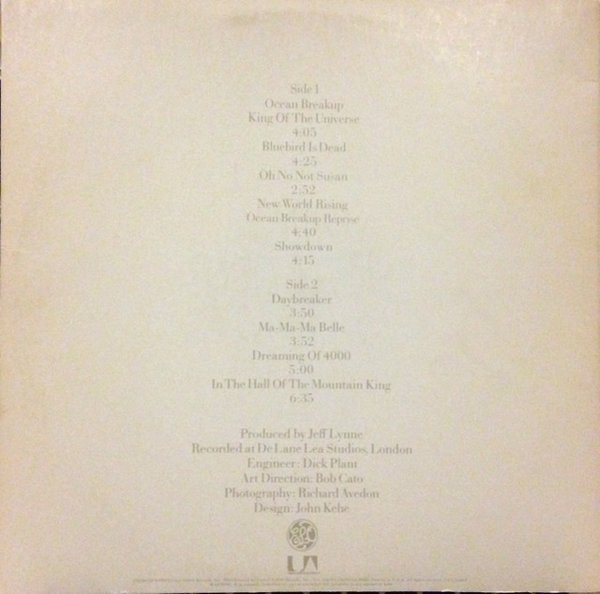 Side 1
Ocean Breakup
King Of The Universe
4:05
Bluebird Is Dead
4:25
Oh No Not Susan
2:52
New World Rising
Ocean Breakup Reprise
4:40
Showdown
4:15
Side 2
Daybreaker
3:50
Ma-Ma-Ma Belle
3:52
Dreaming Of 4000
5:00
In The Hall Of The Mountain King
6:35
Produced by Jeff Lynne
Recorded at De Lane Lea Studios, London
Engineer: Dick Plant
Art Direction: Bob Cato
Photography: Richard Avedon
Design: John Kehe
ELO
UA